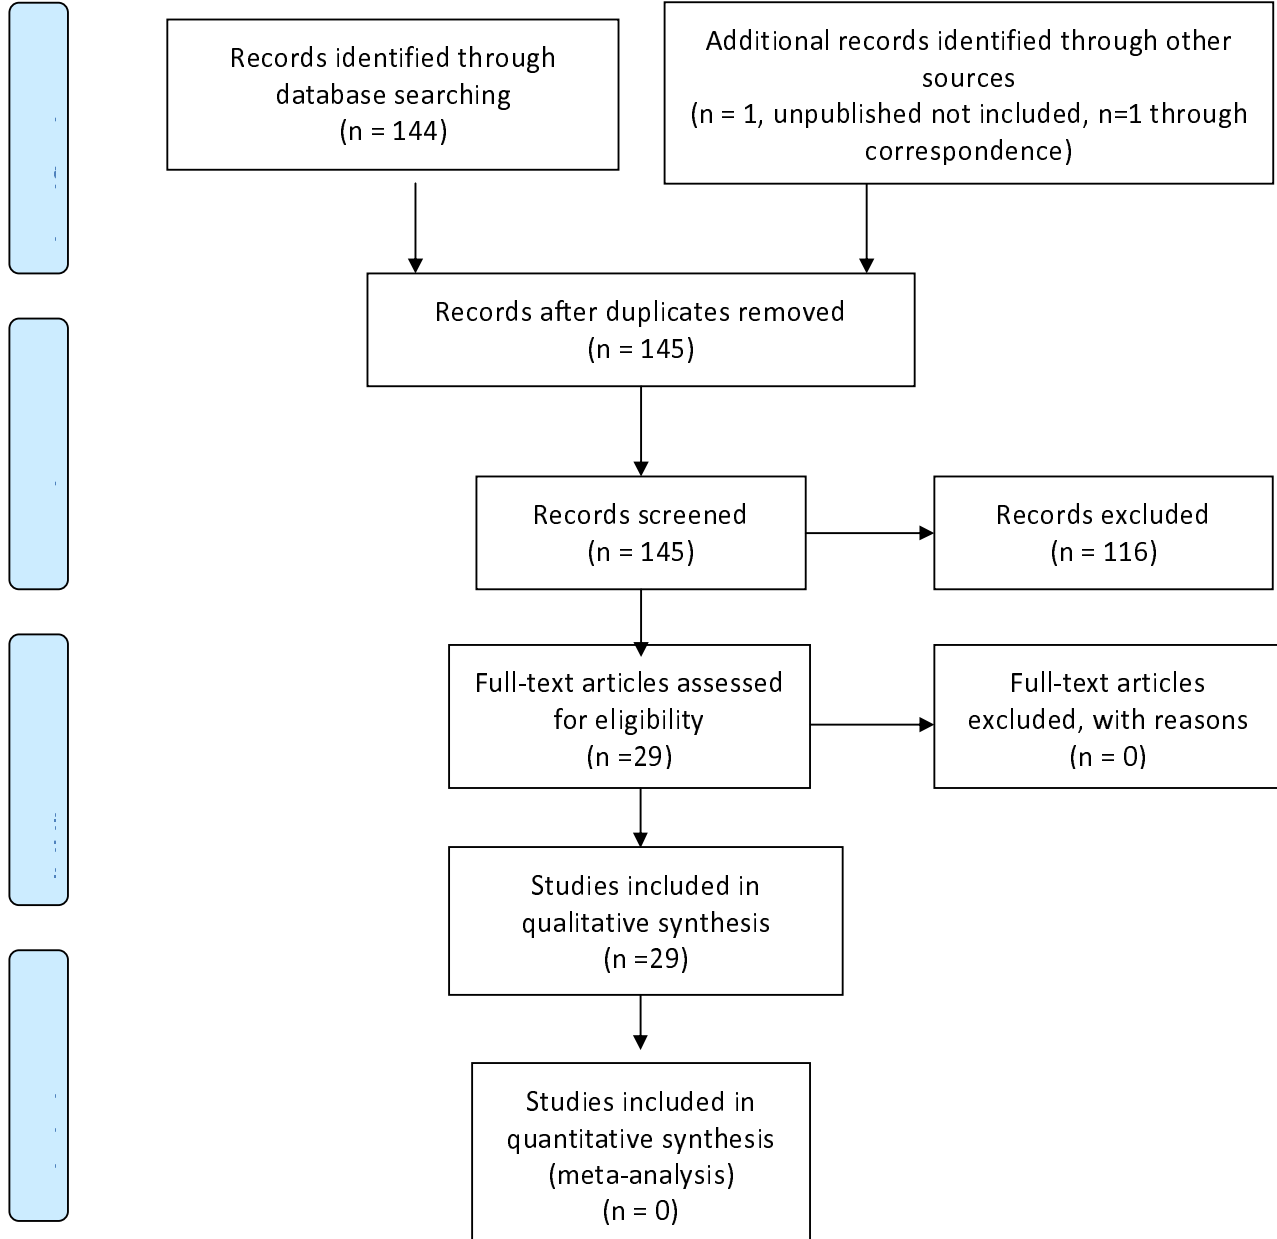 Records identified through
database searching
(n = 144)
Additional records identified through other
sources
(n = 1, unpublished not included, n=1 through
correspondence)
Records after duplicates removed
(n = 145)
Records screened
(n = 145)
Records excluded
(n = 116)
Full-text articles assessed
for eligibility
(n =29)
Full-text articles
excluded, with reasons
(n = 0)
Studies included in
qualitative synthesis
(n =29)
Studies included in
quantitative synthesis
(meta-analysis)
(n = 0)